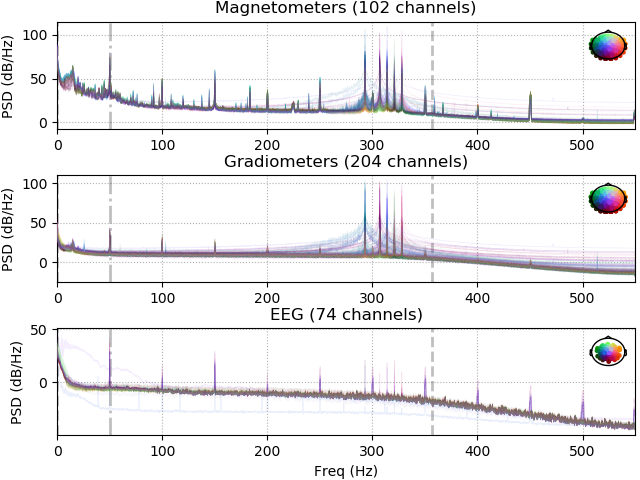 Magnetometers (102 channels)
PSD (dB/Hz)
100
50
0
0 100 200 300 400 500
Gradiometers (204 channels)
PSD (dB/Hz)
100
50
0
0 100 200 300 400 500
EEG (74 channels)
PSD (dB/Hz)
50
0
0 100 200 300 400 500
Freq (Hz)